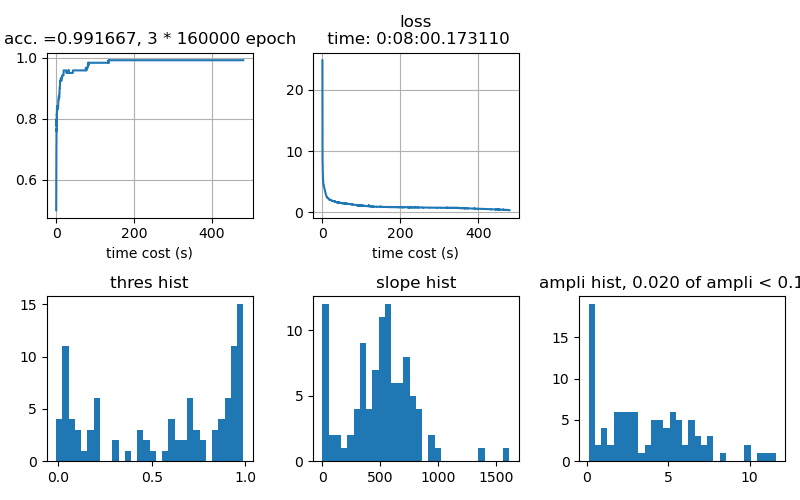 acc. =0.991667, 3 * 160000 epoch
1.0
0.8
0.6
0 200 400
time cost (s)
loss
time: 0:08:00.173110
20
10
0
0 200 400
time cost (s)
thres hist
15
10
5
0
0.0 0.5 1.0
slope hist
10
5
0
0 500 1000 1500
ampli hist, 0.020 of ampli < 0.1
15
10
5
0
0 5 10